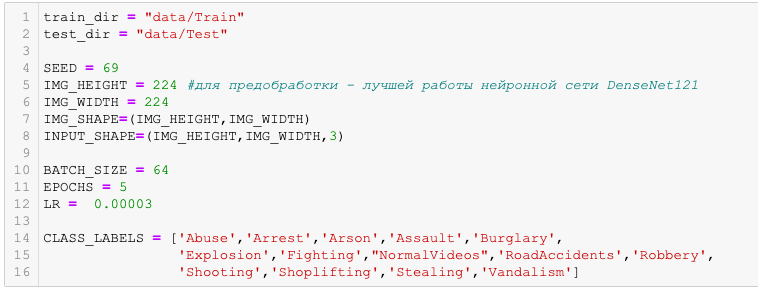 1 train_dir = "data/Train"
2 test_dir = "data/Test"
3
4 SEED = 69
5 IMG_HEIGHT = 224 #для предобработки - лучшей работы нейронной сети DenseNet121
6 IMG_WIDTH = 224
7 IMG_SHAPE=(IMG_HEIGHT,IMG_WIDTH)
8 INPUT_SHAPE=(IMG_HEIGHT,IMG_WIDTH,3)
9
10 BATCH_SIZE = 64
11 EPOCHS = 5
12 LR =  0.00003
13
14 CLASS_LABELS = ['Abuse','Arrest','Arson','Assault','Burglary',
15                 'Explosion','Fighting',"NormalVideos",'RoadAccidents','Robbery',
16                 'Shooting','Shoplifting','Stealing','Vandalism']